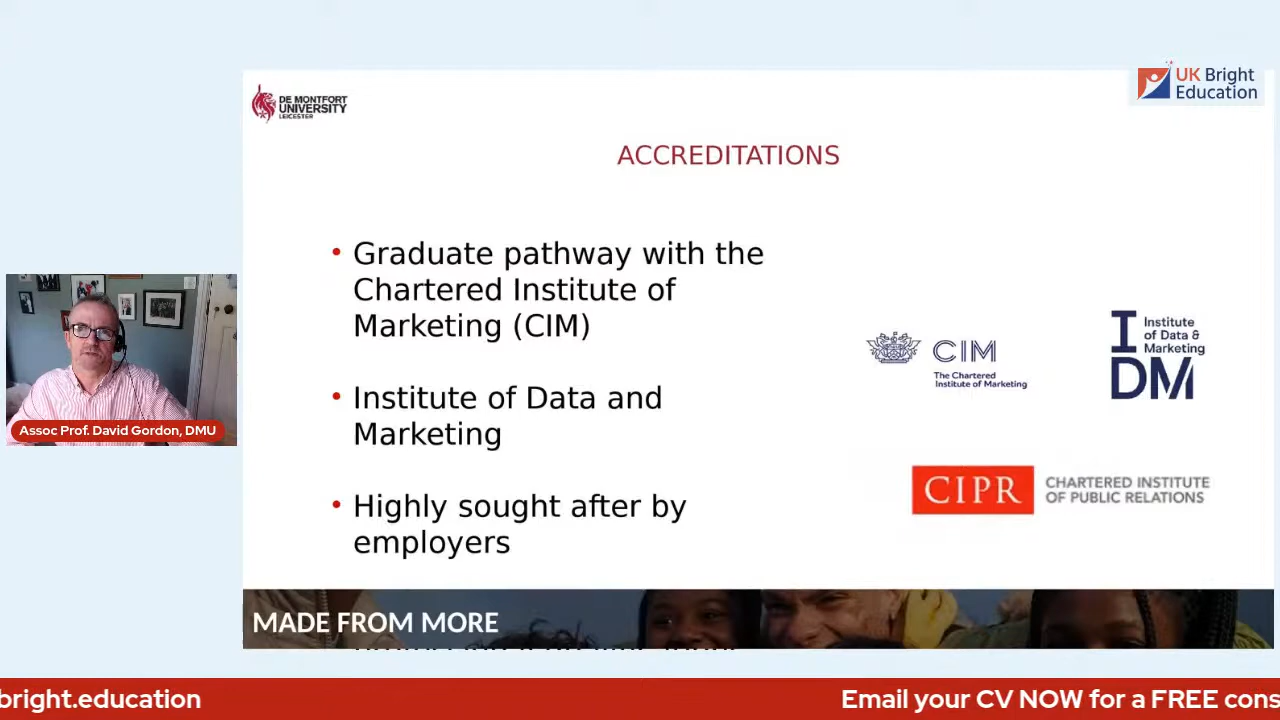 DE MONTFORT
UNIVERSITY
LEICESTER
UK Bright
Education
ACCREDITATIONS
• Graduate pathway with the
Chartered Institute of
Marketing (CIM)
• Institute of Data and
Marketing
• Highly sought after by
employers
CIM
The Chartered
Institute of Marketing
I
Institute
of Data &
Marketing
DM
CIPR
CHARTERED INSTITUTE
OF PUBLIC RELATIONS
Assoc Prof. David Gordon, DMU
MADE FROM MORE
bright.education
Email your CV NOW for a FREE cons